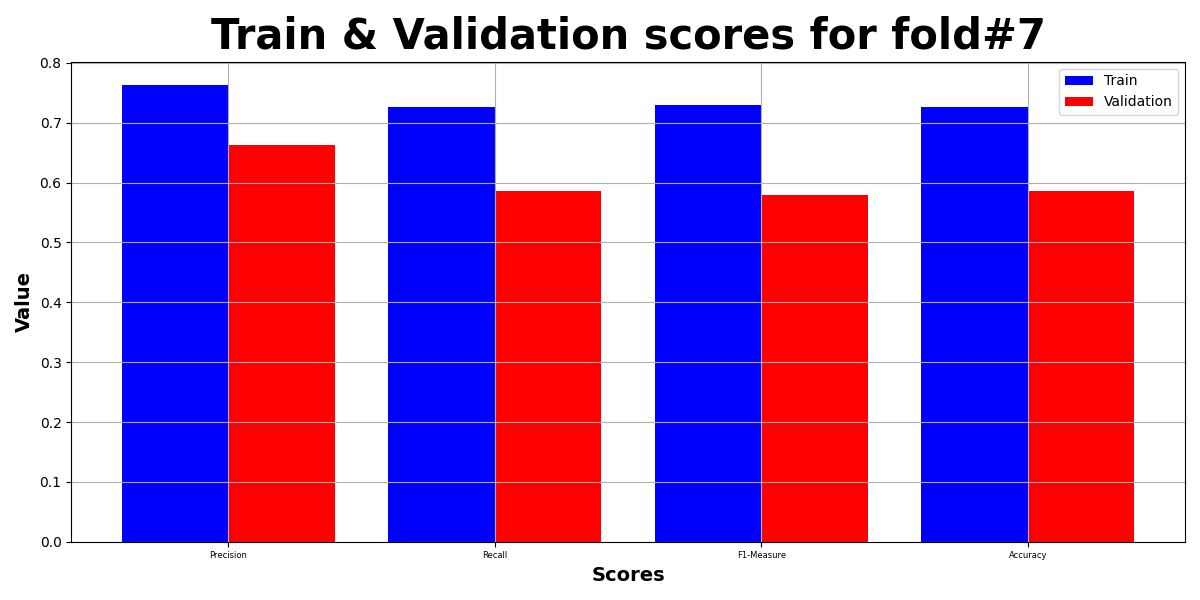 Train & Validation scores for fold#7
Train
Validation
0.8
0.7
0.6
0.5
0.4
0.3
0.2
0.1
0.0
Value
Precision Recall F1-Measure Accuracy
Scores